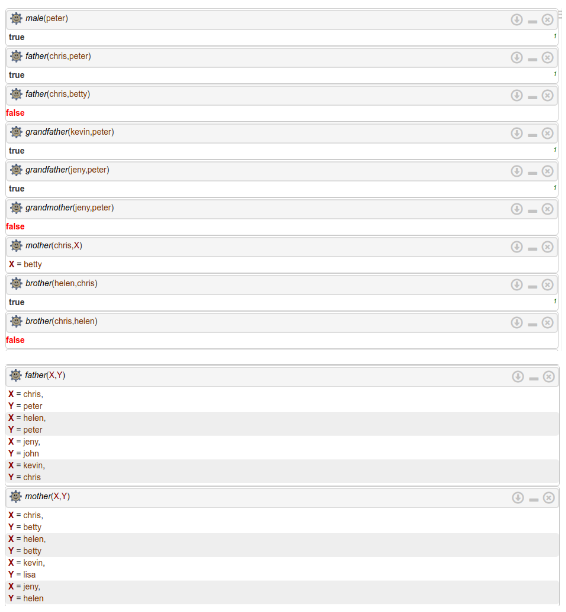 male(peter)
true
1
father(chris,peter)
true
1
father(chris,betty)
false
grandfather(kevin,peter)
true
1
grandfather(jeny,peter)
true
1
grandmother(jeny,peter)
false
mother(chris,X)
X = betty
brother(helen,chris)
true
1
brother(chris,helen)
false
father(X,Y)
X = chris,
Y = peter
X = helen,
Y = peter
X = jeny,
Y = john
X = kevin,
Y = chris
mother(X,Y)
X = chris,
Y = betty
X = helen,
Y = betty
X = kevin,
Y = lisa
X = jeny,
Y = helen